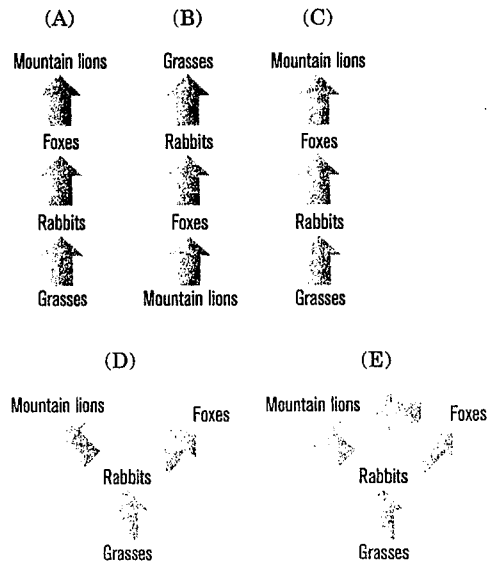 (A) (B) (C)
Mountain lions Grasses Mountain lions
Foxes Rabbits Foxes
Rabbits Foxes Rabbits
Grasses Mountain lions Grasses
(D) (E)
Mountain lions Foxes Mountain lions Foxes
Rabbits Rabbits
Grasses Grasses